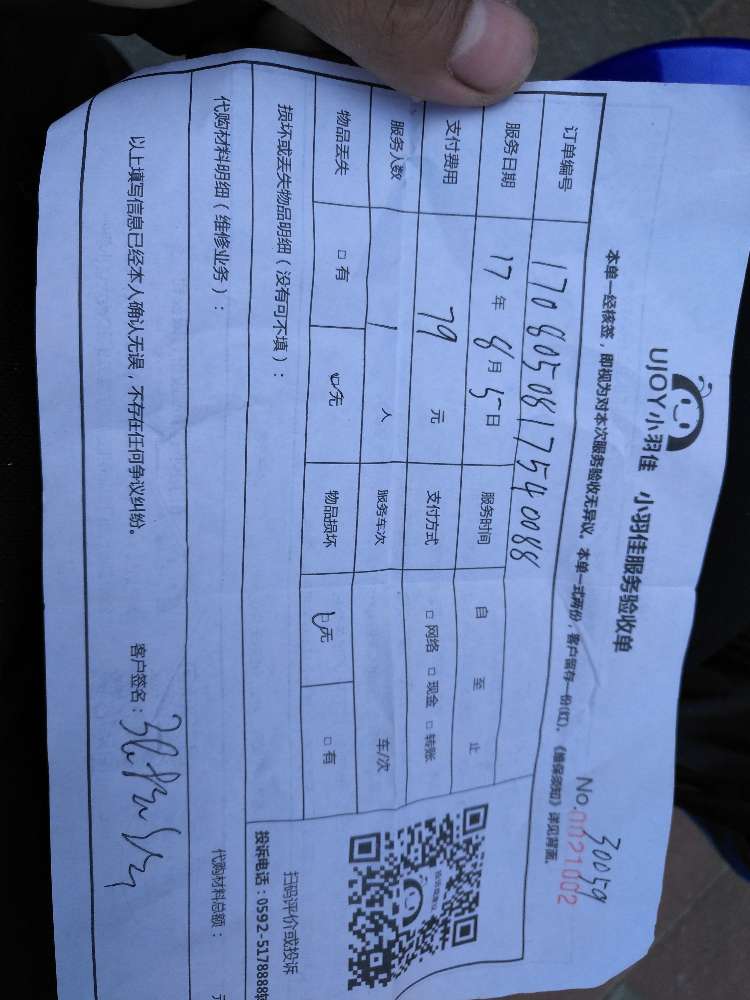 UJOY小羽佳 小羽佳服务验收单
No.0021002
30059
本单一经核签，即视为对本次服务验收无异议。本单一式两份，客户留存一份(红)、《维保须知》详见背面。
订单编号 1708050817540088
服务日期 17年8月5日 服务时间 自 至 止
支付费用 79元 支付方式 □网络 □现金 □转账
服务人数 1人 服务车次 车/次
物品丢失 □有 □无 物品损坏 □无 □有
损坏或丢失物品明细（没有可不填）：
扫码评价或投诉
投诉电话：0592-5178888
代购材料明细（维修业务）：
代购材料总额：
以上填写信息已经本人确认无误，不存在任何争议纠纷。 客户签名：